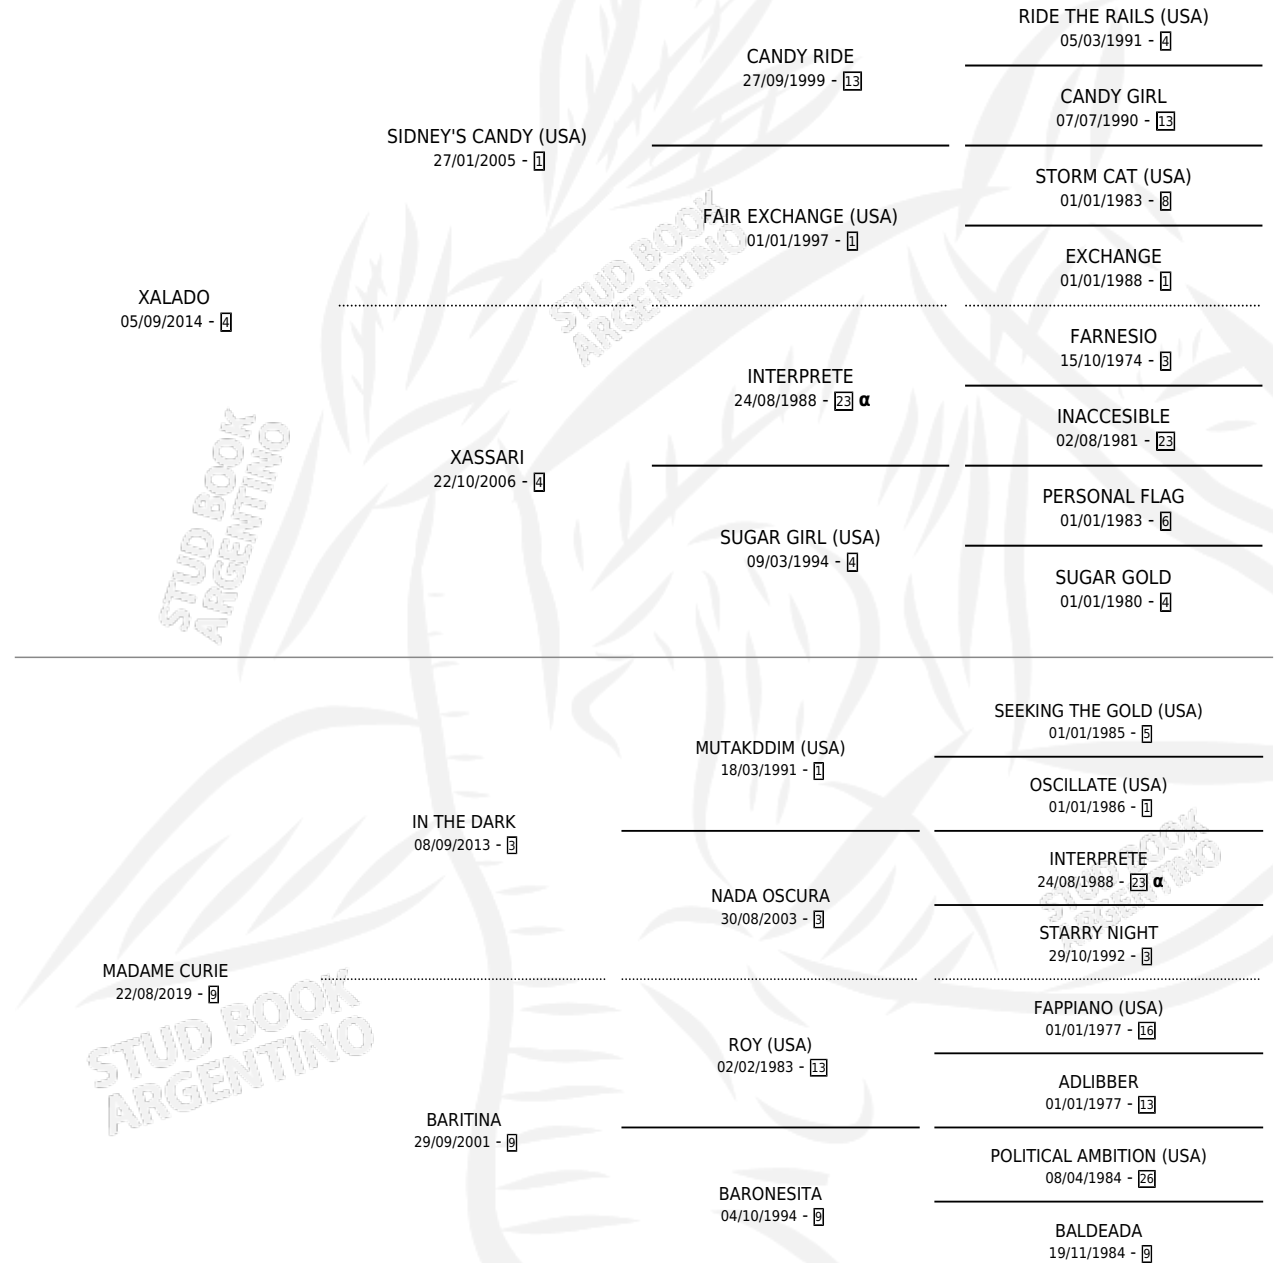 RIDE THE RAILS (USA)
05/03/1991 - 4
CANDY RIDE
27/09/1999 - 13
CANDY GIRL
07/07/1990 - 13
SIDNEY'S CANDY (USA)
27/01/2005 - 1
STORM CAT (USA)
01/01/1983 - 8
FAIR EXCHANGE (USA)
01/01/1997 - 1
EXCHANGE
01/01/1988 - 1
XALADO
05/09/2014 - 4
FARNESIO
15/10/1974 - 3
INTERPRETE
24/08/1988 - 23 α
INACCESIBLE
02/08/1981 - 23
XASSARI
22/10/2006 - 4
PERSONAL FLAG
01/01/1983 - 6
SUGAR GIRL (USA)
09/03/1994 - 4
SUGAR GOLD
01/01/1980 - 4
SEEKING THE GOLD (USA)
01/01/1985 - 5
MUTAKDDIM (USA)
18/03/1991 - 1
OSCILLATE (USA)
01/01/1986 - 1
IN THE DARK
08/09/2013 - 3
INTERPRETE
24/08/1988 - 23 α
NADA OSCURA
30/08/2003 - 3
STARRY NIGHT
29/10/1992 - 3
MADAME CURIE
22/08/2019 - 9
FAPPIANO (USA)
01/01/1977 - 16
ROY (USA)
02/02/1983 - 13
ADLIBBER
01/01/1977 - 13
BARITINA
29/09/2001 - 9
POLITICAL AMBITION (USA)
08/04/1984 - 26
BARONESITA
04/10/1994 - 9
BALDEADA
19/11/1984 - 9
STUD BOOK
ARGENTINO
STUD BOOK
ARGENTINO
STUD BOOK
ARGENTINO
STUD BOOK
ARGENTINO